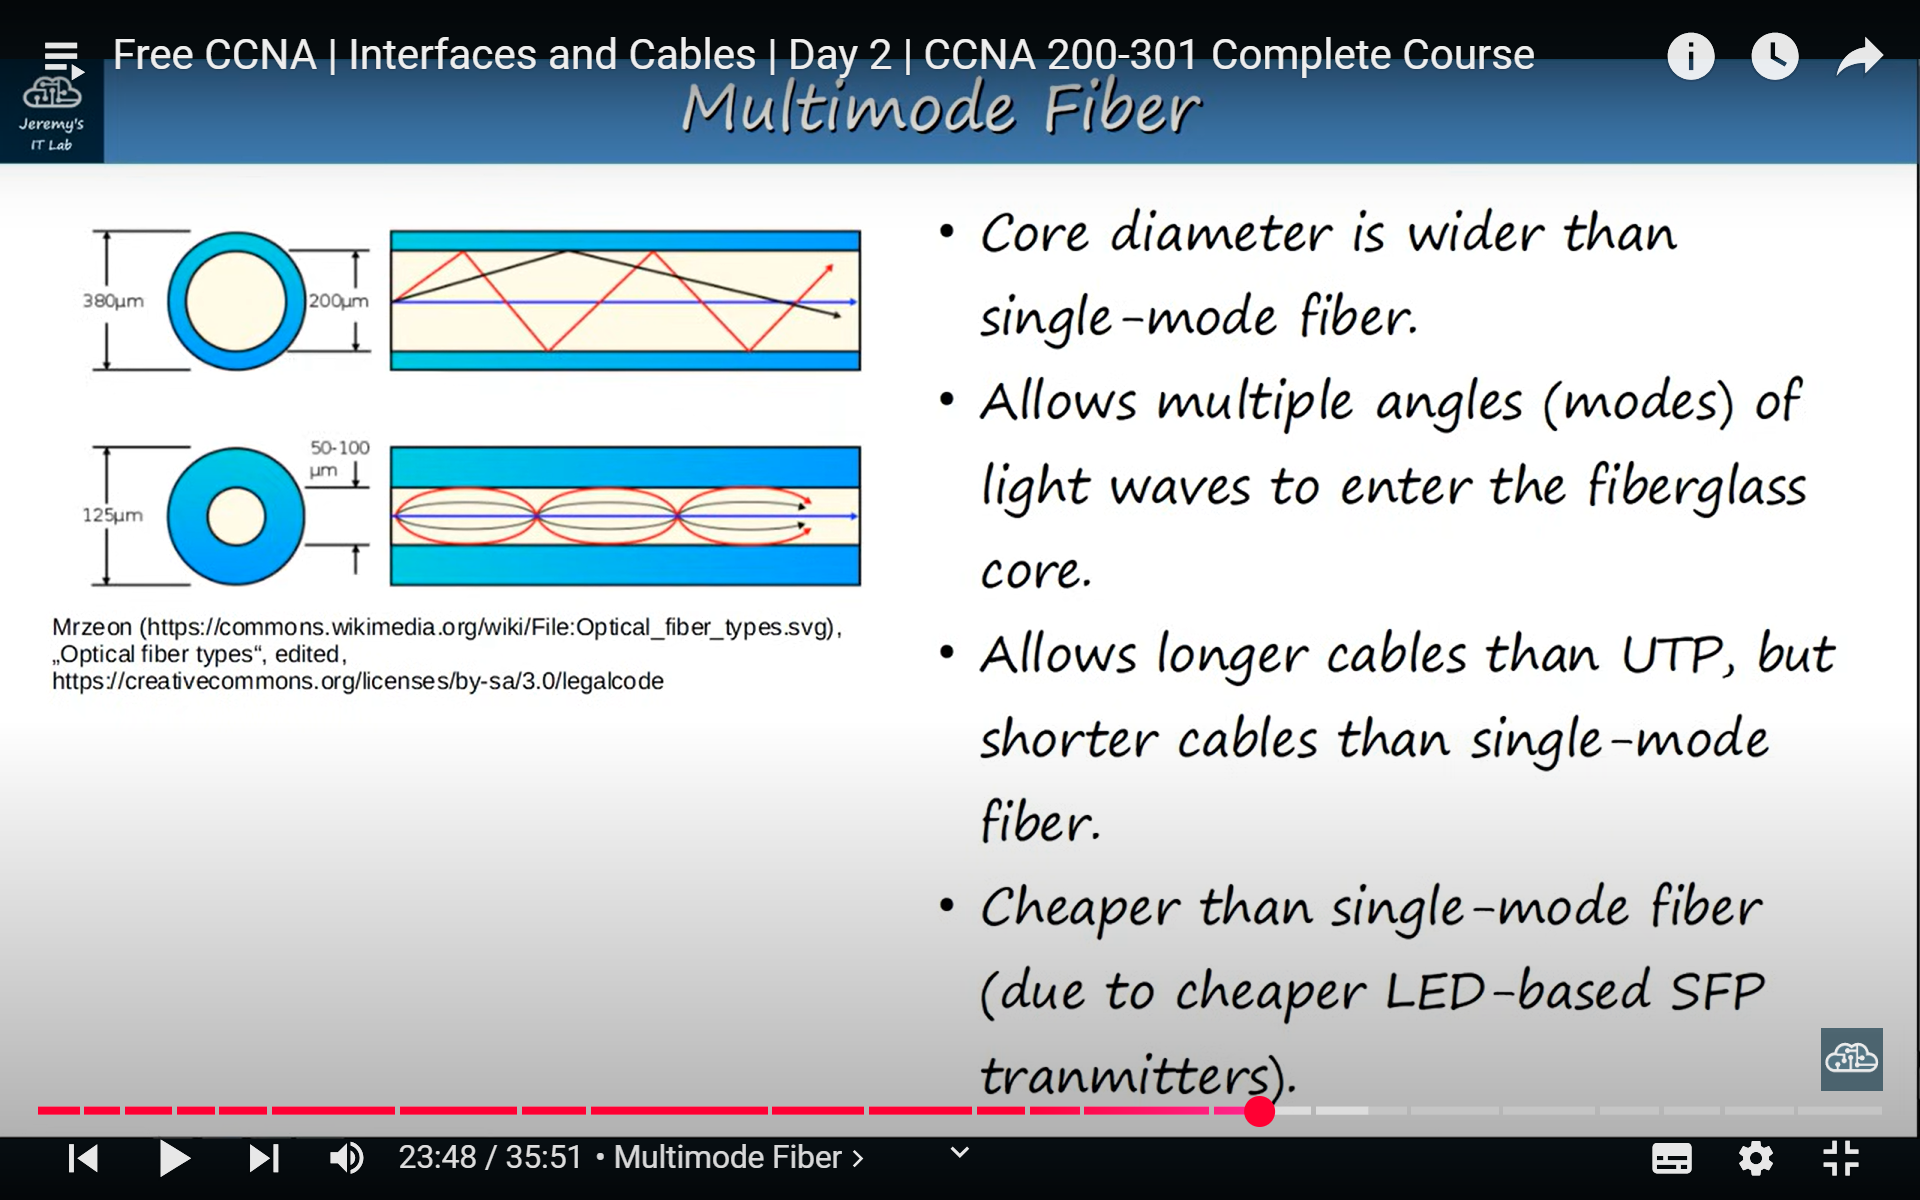 Free CCNA | Interfaces and Cables | Day 2 | CCNA 200-301 Complete Course
Jeremy's
IT Lab
Multimode Fiber
380µm
200µm
50-100
µm
125µm
Mrzeon (https://commons.wikimedia.org/wiki/File:Optical_fiber_types.svg),
„Optical fiber types“, edited,
https://creativecommons.org/licenses/by-sa/3.0/legalcode
• Core diameter is wider than
single-mode fiber.
• Allows multiple angles (modes) of
light waves to enter the fiberglass
core.
• Allows longer cables than UTP, but
shorter cables than single-mode
fiber.
• Cheaper than single-mode fiber
(due to cheaper LED-based SFP
tranmitters).
23:48 / 35:51 • Multimode Fiber ›